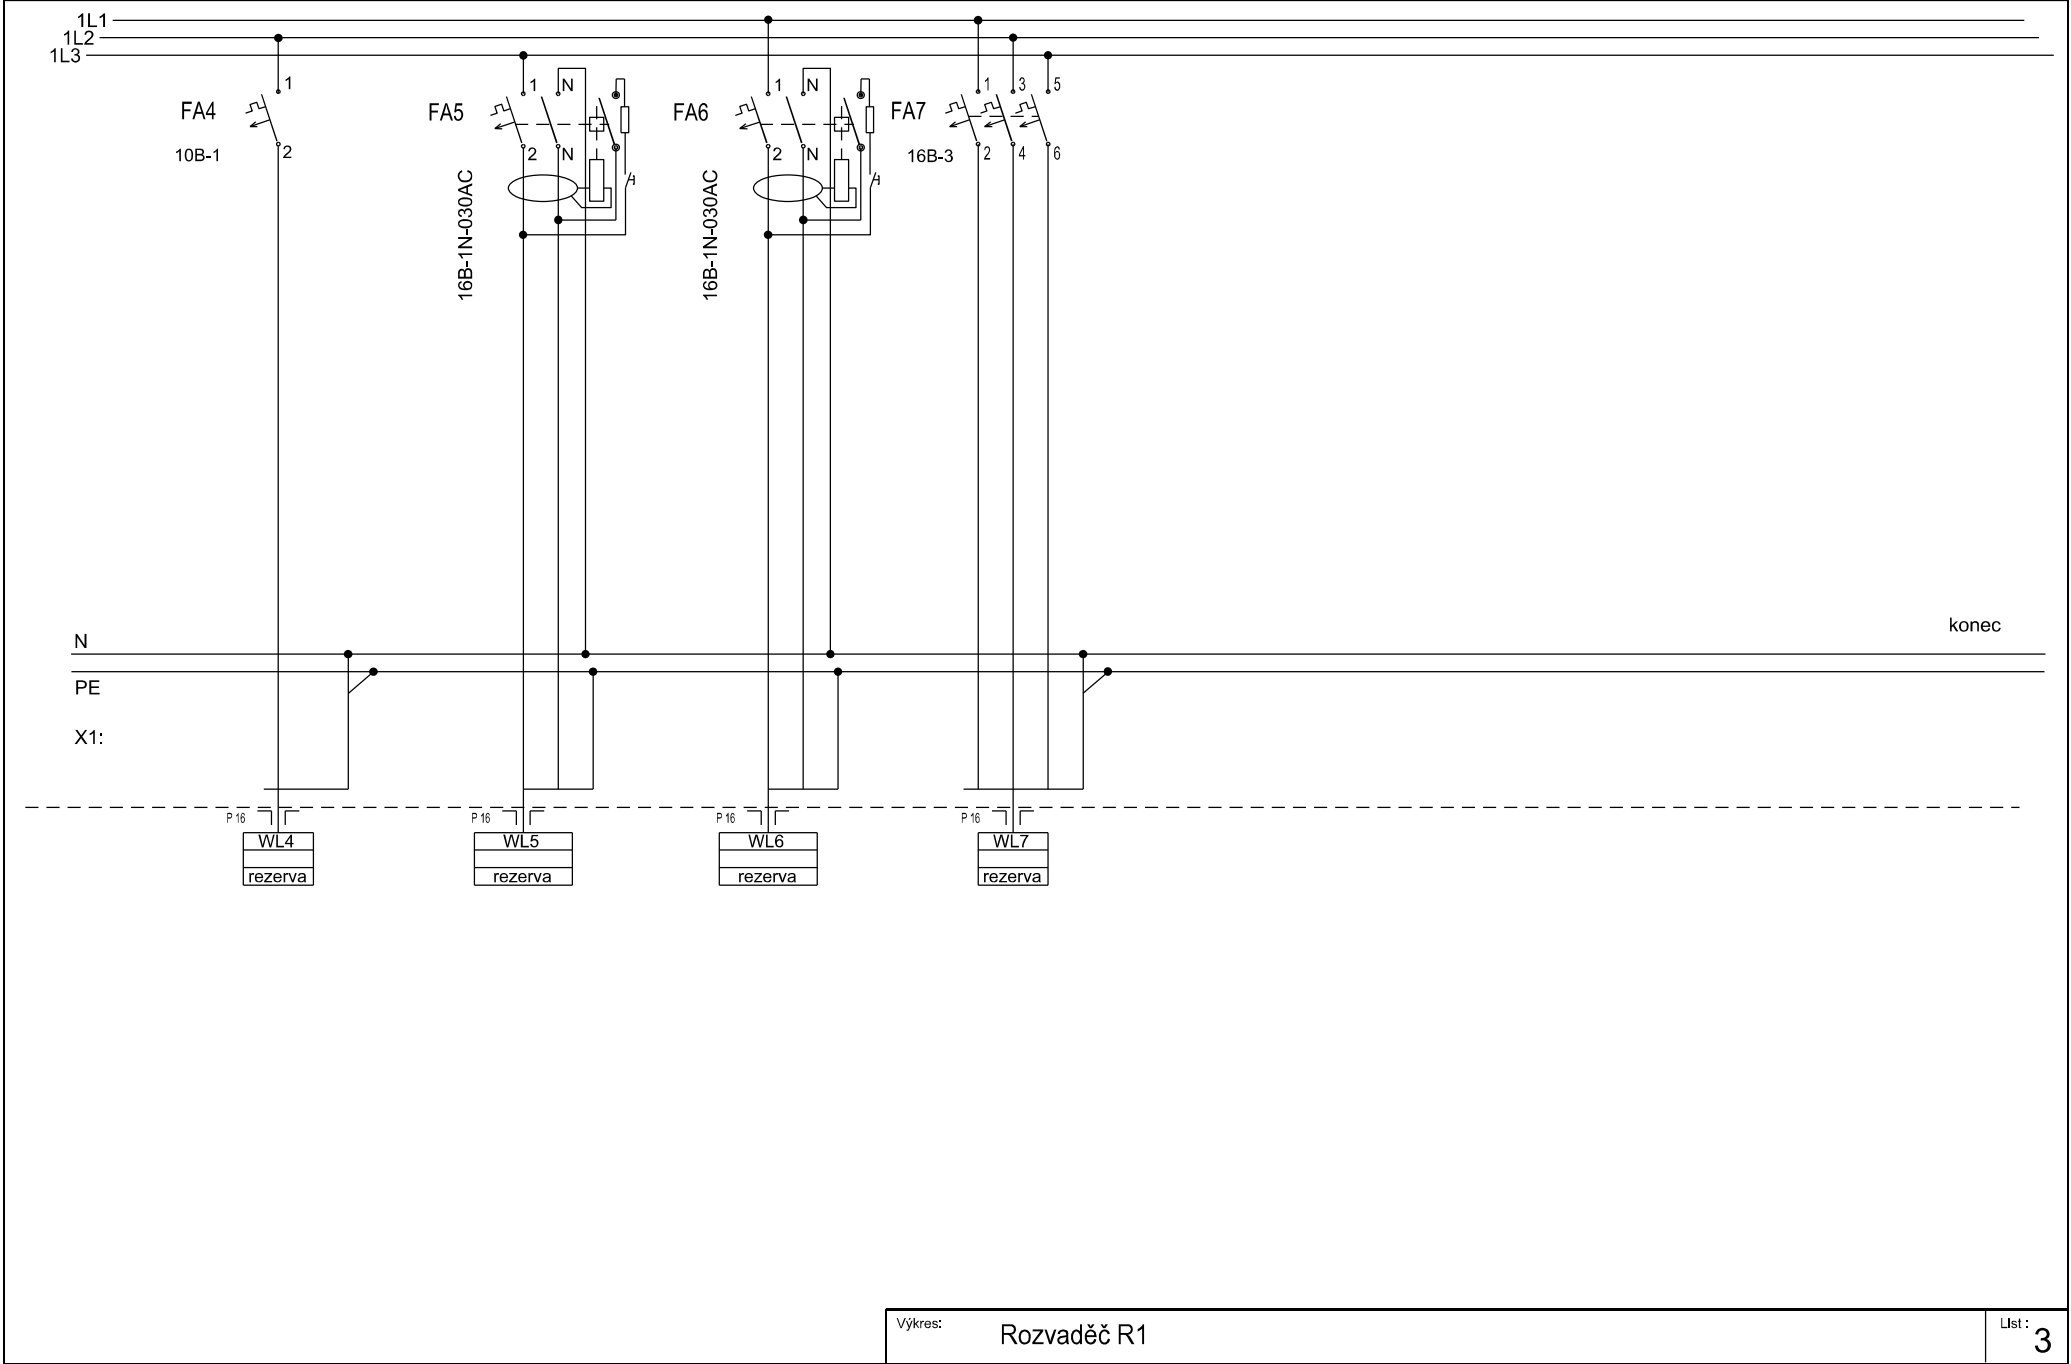 1L1
1L2
1L3
FA4
10B-1
1
2
FA5
16B-1N-030AC
1
N
2
N
FA6
16B-1N-030AC
1
N
2
N
FA7
16B-3
1
3
5
2
4
6
konec
N
PE
X1:
P 16
P 16
P 16
P 16
WL4
WL5
WL6
WL7
rezerva
rezerva
rezerva
rezerva
Výkres:
Rozvaděč R1
List :
3